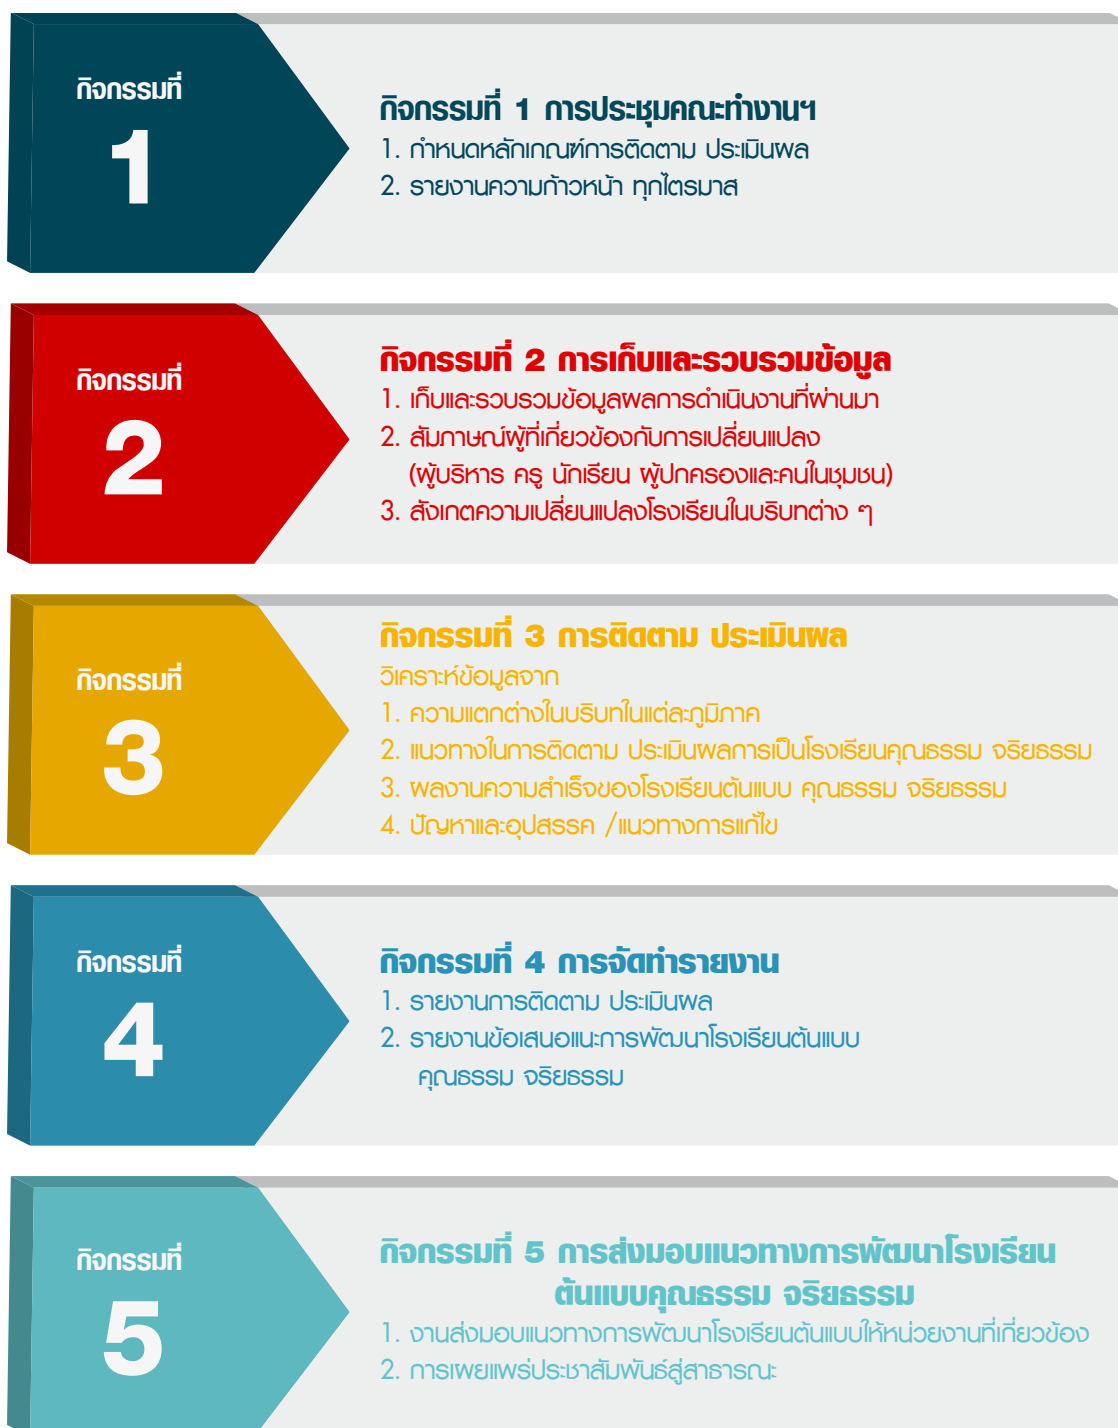 กิจกรรมที่
1
กิจกรรมที่ 1 การประชุมคณะทำงานฯ
1. กำหนดหลักเกณฑ์การติดตาม ประเมินผล
2. รายงานความก้าวหน้า ทุกไตรมาส
กิจกรรมที่
2
กิจกรรมที่ 2 การเก็บและรวบรวมข้อมูล
1. เก็บและรวบรวมข้อมูลผลการดำเนินงานที่ผ่านมา
2. สัมภาษณ์ผู้ที่เกี่ยวข้องกับการเปลี่ยนแปลง
(ผู้บริหาร ครู นักเรียน ผู้ปกครองและคนในชุมชน)
3. สังเกตความเปลี่ยนแปลงโรงเรียนในบริบทต่าง ๆ
กิจกรรมที่
3
กิจกรรมที่ 3 การติดตาม ประเมินผล
วิเคราะห์ข้อมูลจาก
1. ความแตกต่างในบริบทในแต่ละภูมิภาค
2. แนวทางในการติดตาม ประเมินผลการเป็นโรงเรียนคุณธรรม จริยธรรม
3. ผลงานความสำเร็จของโรงเรียนต้นแบบ คุณธรรม จริยธรรม
4. ปัญหาและอุปสรรค /แนวทางการแก้ไข
กิจกรรมที่
4
กิจกรรมที่ 4 การจัดทำรายงาน
1. รายงานการติดตาม ประเมินผล
2. รายงานข้อเสนอแนะการพัฒนาโรงเรียนต้นแบบ
คุณธรรม จริยธรรม
กิจกรรมที่
5
กิจกรรมที่ 5 การส่งมอบแนวทางการพัฒนาโรงเรียน
ต้นแบบคุณธรรม จริยธรรม
1. งานส่งมอบแนวทางการพัฒนาโรงเรียนต้นแบบให้หน่วยงานที่เกี่ยวข้อง
2. การเผยแพร่ประชาสัมพันธ์สู่สาธารณะ